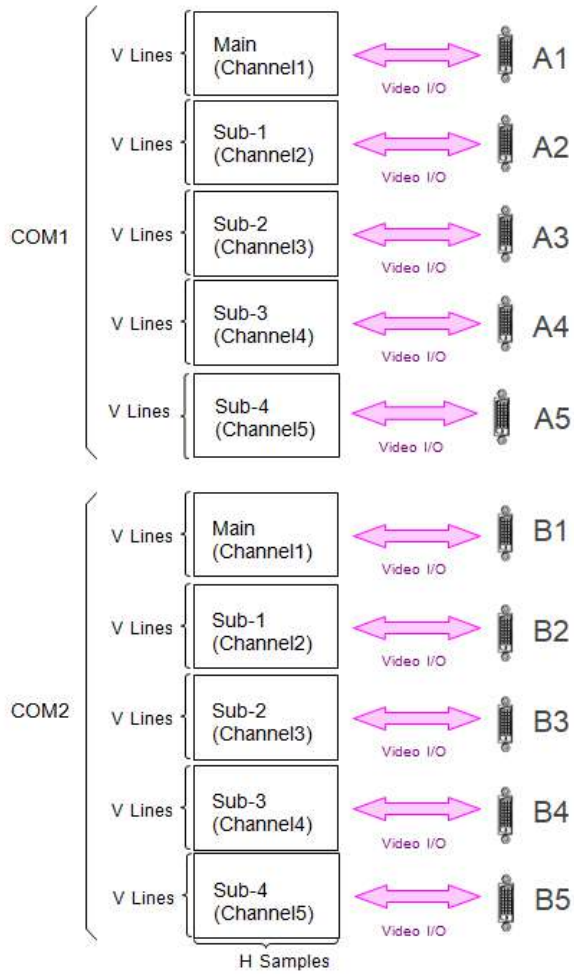 V Lines
Main
(Channel1)
Video I/O
A1
V Lines
Sub-1
(Channel2)
Video I/O
A2
COM1
V Lines
Sub-2
(Channel3)
Video I/O
A3
V Lines
Sub-3
(Channel4)
Video I/O
A4
V Lines
Sub-4
(Channel5)
Video I/O
A5
V Lines
Main
(Channel1)
Video I/O
B1
V Lines
Sub-1
(Channel2)
Video I/O
B2
COM2
V Lines
Sub-2
(Channel3)
Video I/O
B3
V Lines
Sub-3
(Channel4)
Video I/O
B4
V Lines
Sub-4
(Channel5)
Video I/O
B5
H Samples